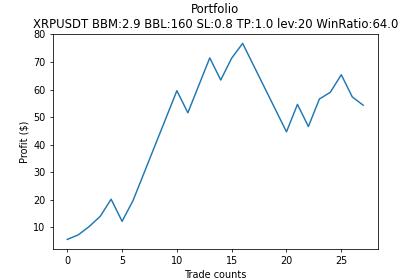 Portfolio
XRPUSDT BBM:2.9 BBL:160 SL:0.8 TP:1.0 lev:20 WinRatio:64.0
80
70
60
50
40
30
20
10
Profit ($)
0 5 10 15 20 25
Trade counts